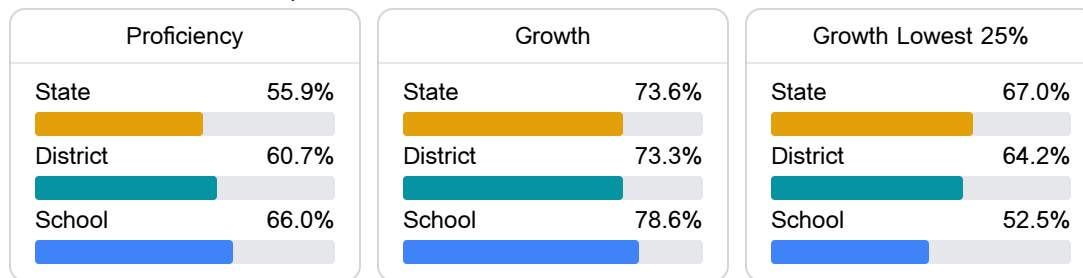 Proficiency
State 55.9%
District 60.7%
School 66.0%
Growth
State 73.6%
District 73.3%
School 78.6%
Growth Lowest 25%
State 67.0%
District 64.2%
School 52.5%